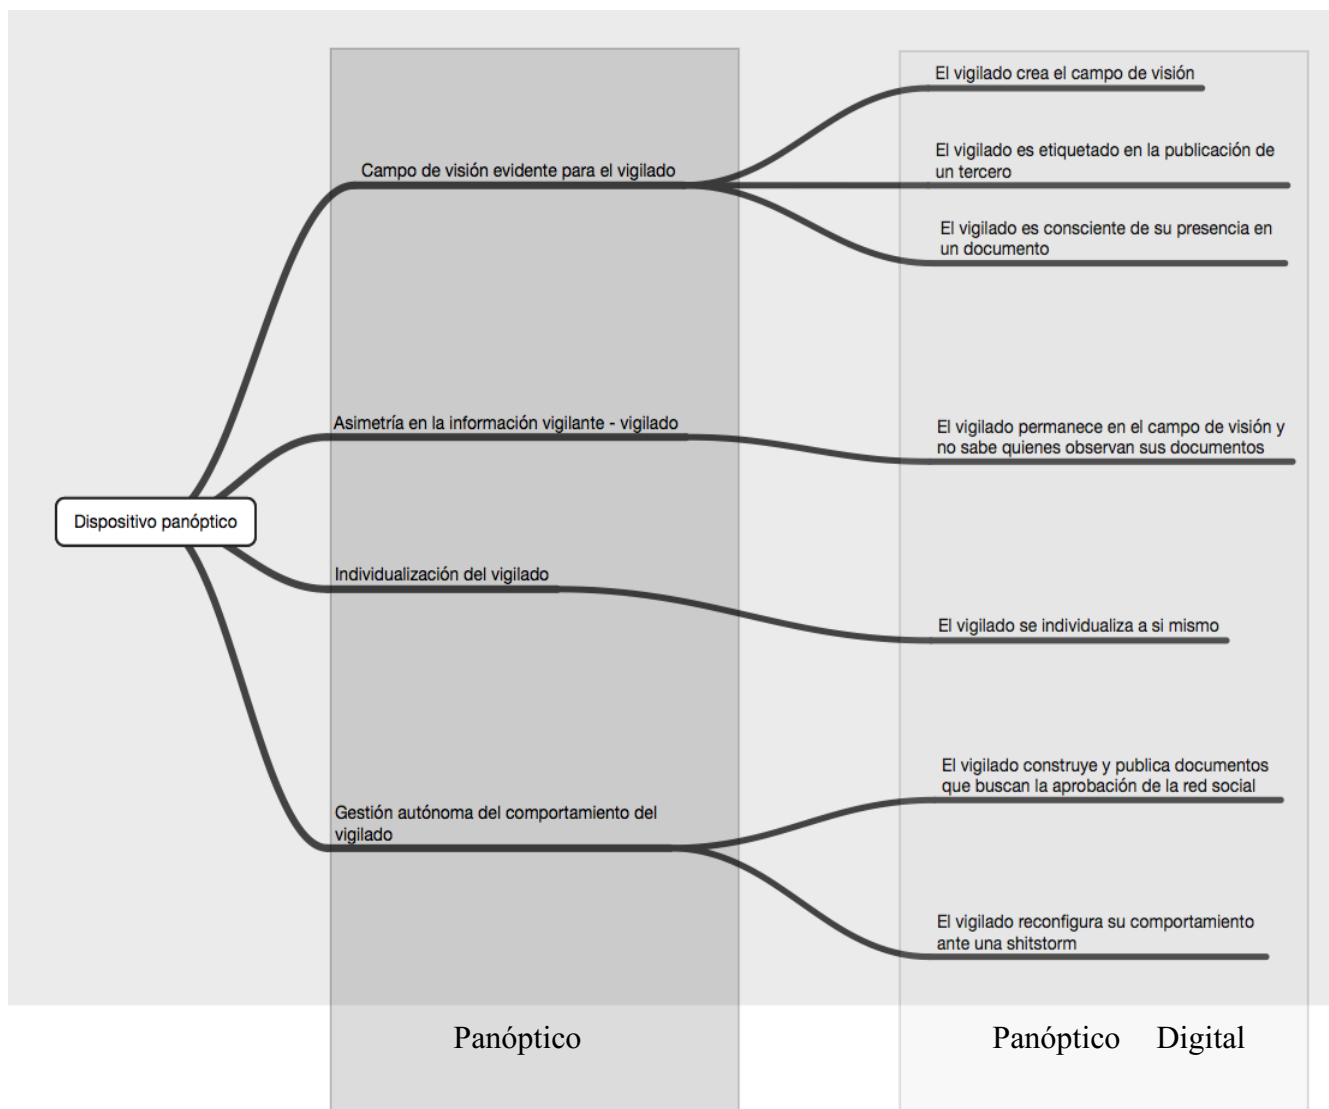 El vigilado crea el campo de visión
El vigilado es etiquetado en la publicación de
un tercero
Campo de visión evidente para el vigilado
El vigilado es consciente de su presencia en
un documento
Asimetría en la información vigilante - vigilado
El vigilado permanece en el campo de visión y
no sabe quienes observan sus documentos
Dispositivo panóptico
Individualización del vigilado
El vigilado se individualiza a si mismo
El vigilado construye y publica documentos
que buscan la aprobación de la red social
Gestión autónoma del comportamiento del
vigilado
El vigilado reconfigura su comportamiento
ante una shitstorm
Panóptico
Panóptico Digital